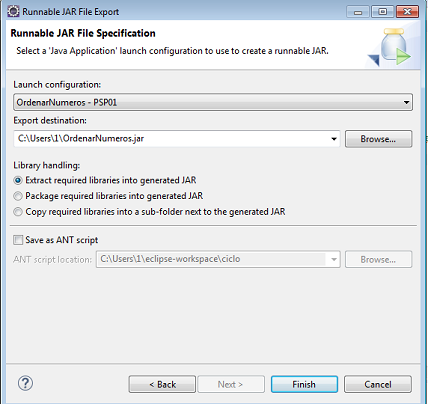 Runnable JAR File Export
Runnable JAR File Specification
Select a 'Java Application' launch configuration to use to create a runnable JAR.
Launch configuration:
OrdenarNumeros - PSP01
Export destination:
C:\Users\1\OrdenarNumeros.jar
Browse...
Library handling:
Extract required libraries into generated JAR
Package required libraries into generated JAR
Copy required libraries into a sub-folder next to the generated JAR
Save as ANT script
ANT script location:
C:\Users\1\eclipse-workspace\ciclo
Browse...
?
< Back
Next >
Finish
Cancel